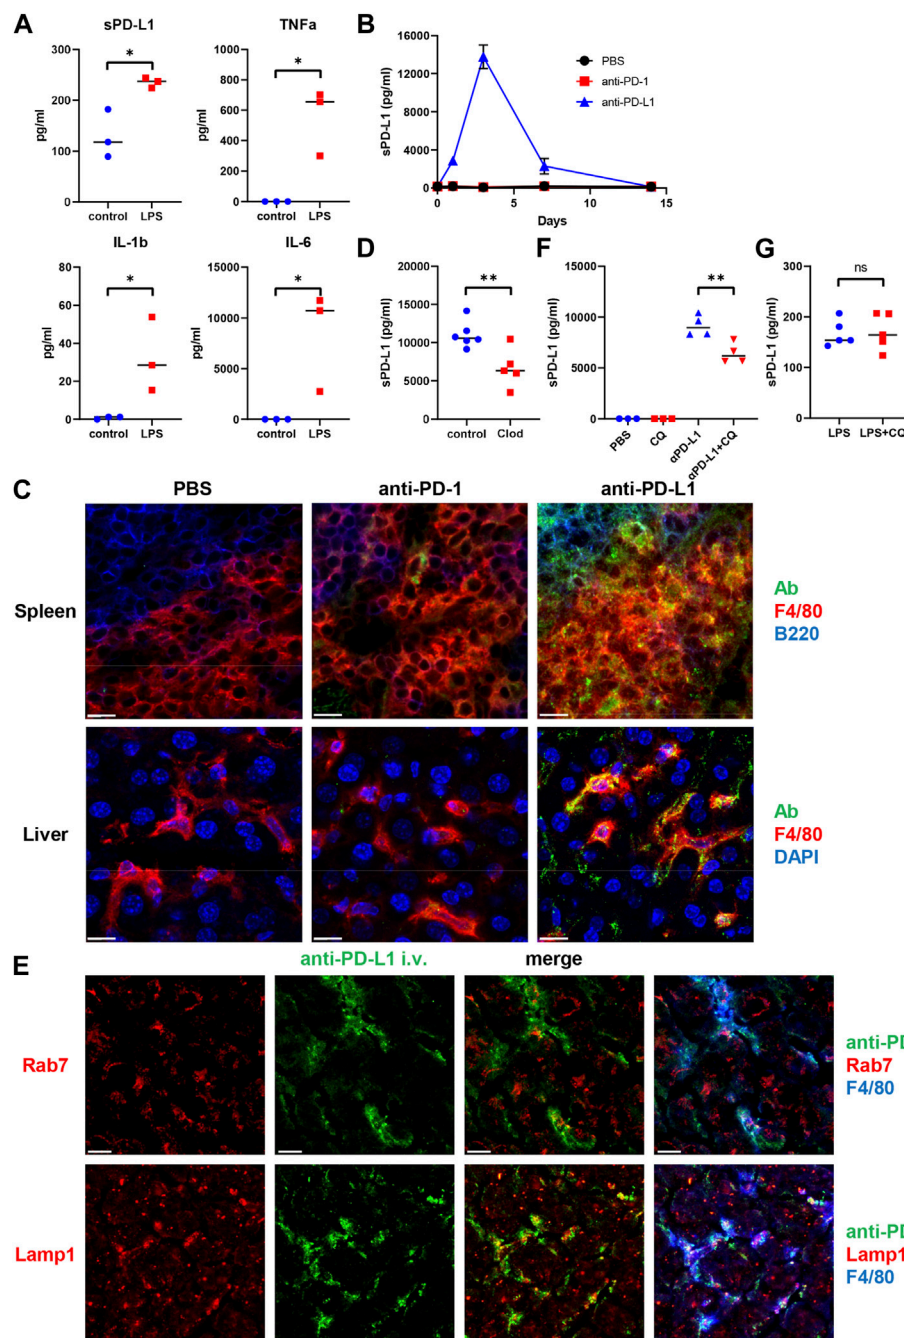 A
sPD-L1
pg/ml
300
200
100
0
*
control LPS
TNFa
pg/ml
1000
800
600
400
200
0
*
control LPS
B
sPD-L1 (pg/ml)
16000
12000
8000
4000
0
0 5 10 15
Days
PBS
anti-PD-1
anti-PD-L1
IL-1b
pg/ml
80
60
40
20
0
*
control LPS
IL-6
pg/ml
15000
10000
5000
0
*
control LPS
D
sPD-L1 (pg/ml)
20000
15000
10000
5000
0
**
control Clod
F
sPD-L1 (pg/ml)
15000
10000
5000
0
**
PBS
CQ
αPD-L1
αPD-L1+CQ
G
sPD-L1 (pg/ml)
300
200
100
0
ns
LPS LPS+CQ
C
PBS anti-PD-1 anti-PD-L1
Spleen
Ab
F4/80
B220
Liver
Ab
F4/80
DAPI
E
anti-PD-L1 i.v. merge
Rab7
anti-PD
Rab7
F4/80
Lamp1
anti-PD
Lamp1
F4/80